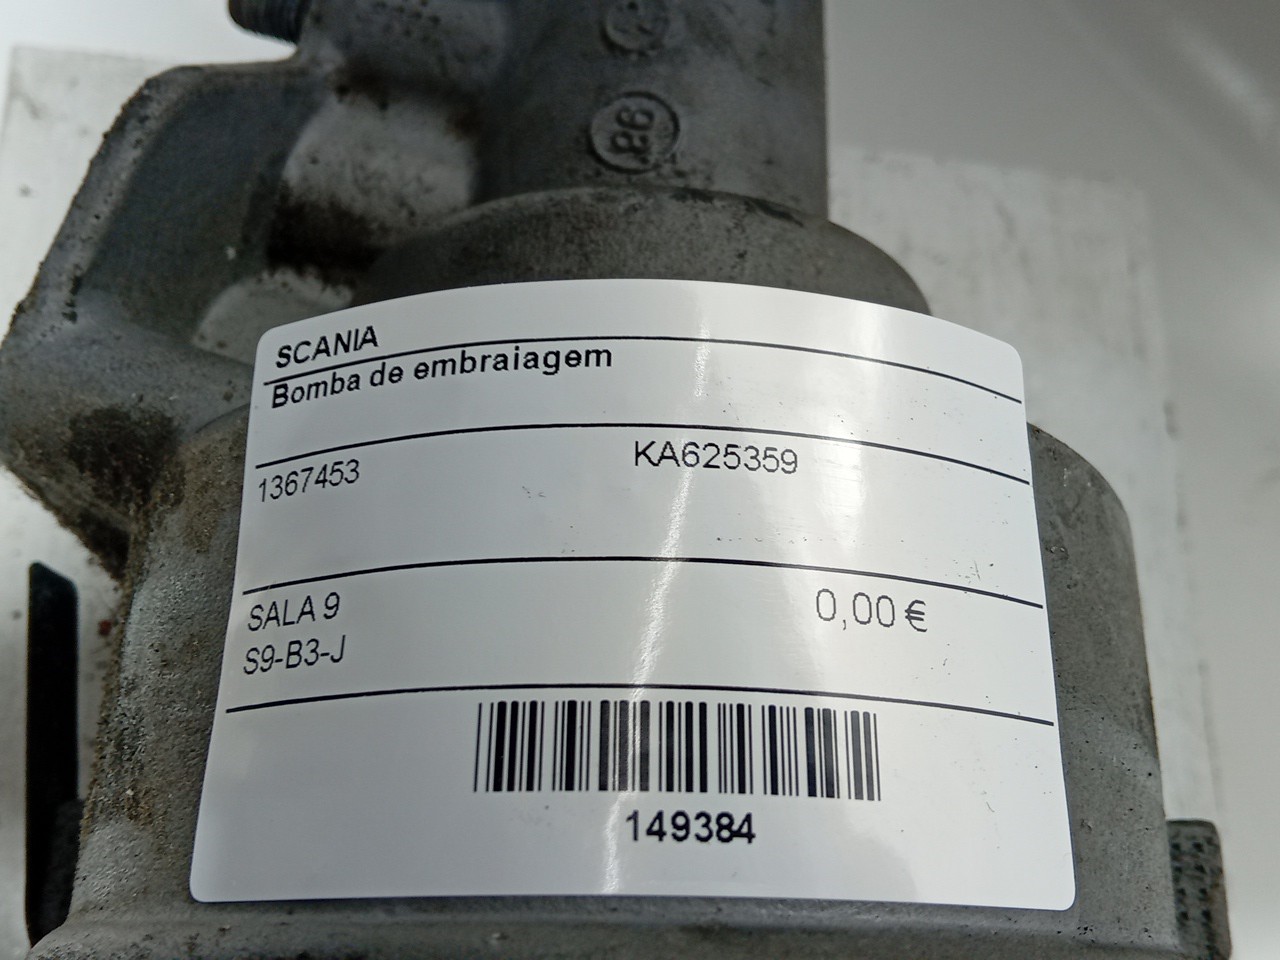 SCANIA
Bomba de embraiagem
1367453 KA625359
SALA 9 0,00 €
S9-B3-J
149384